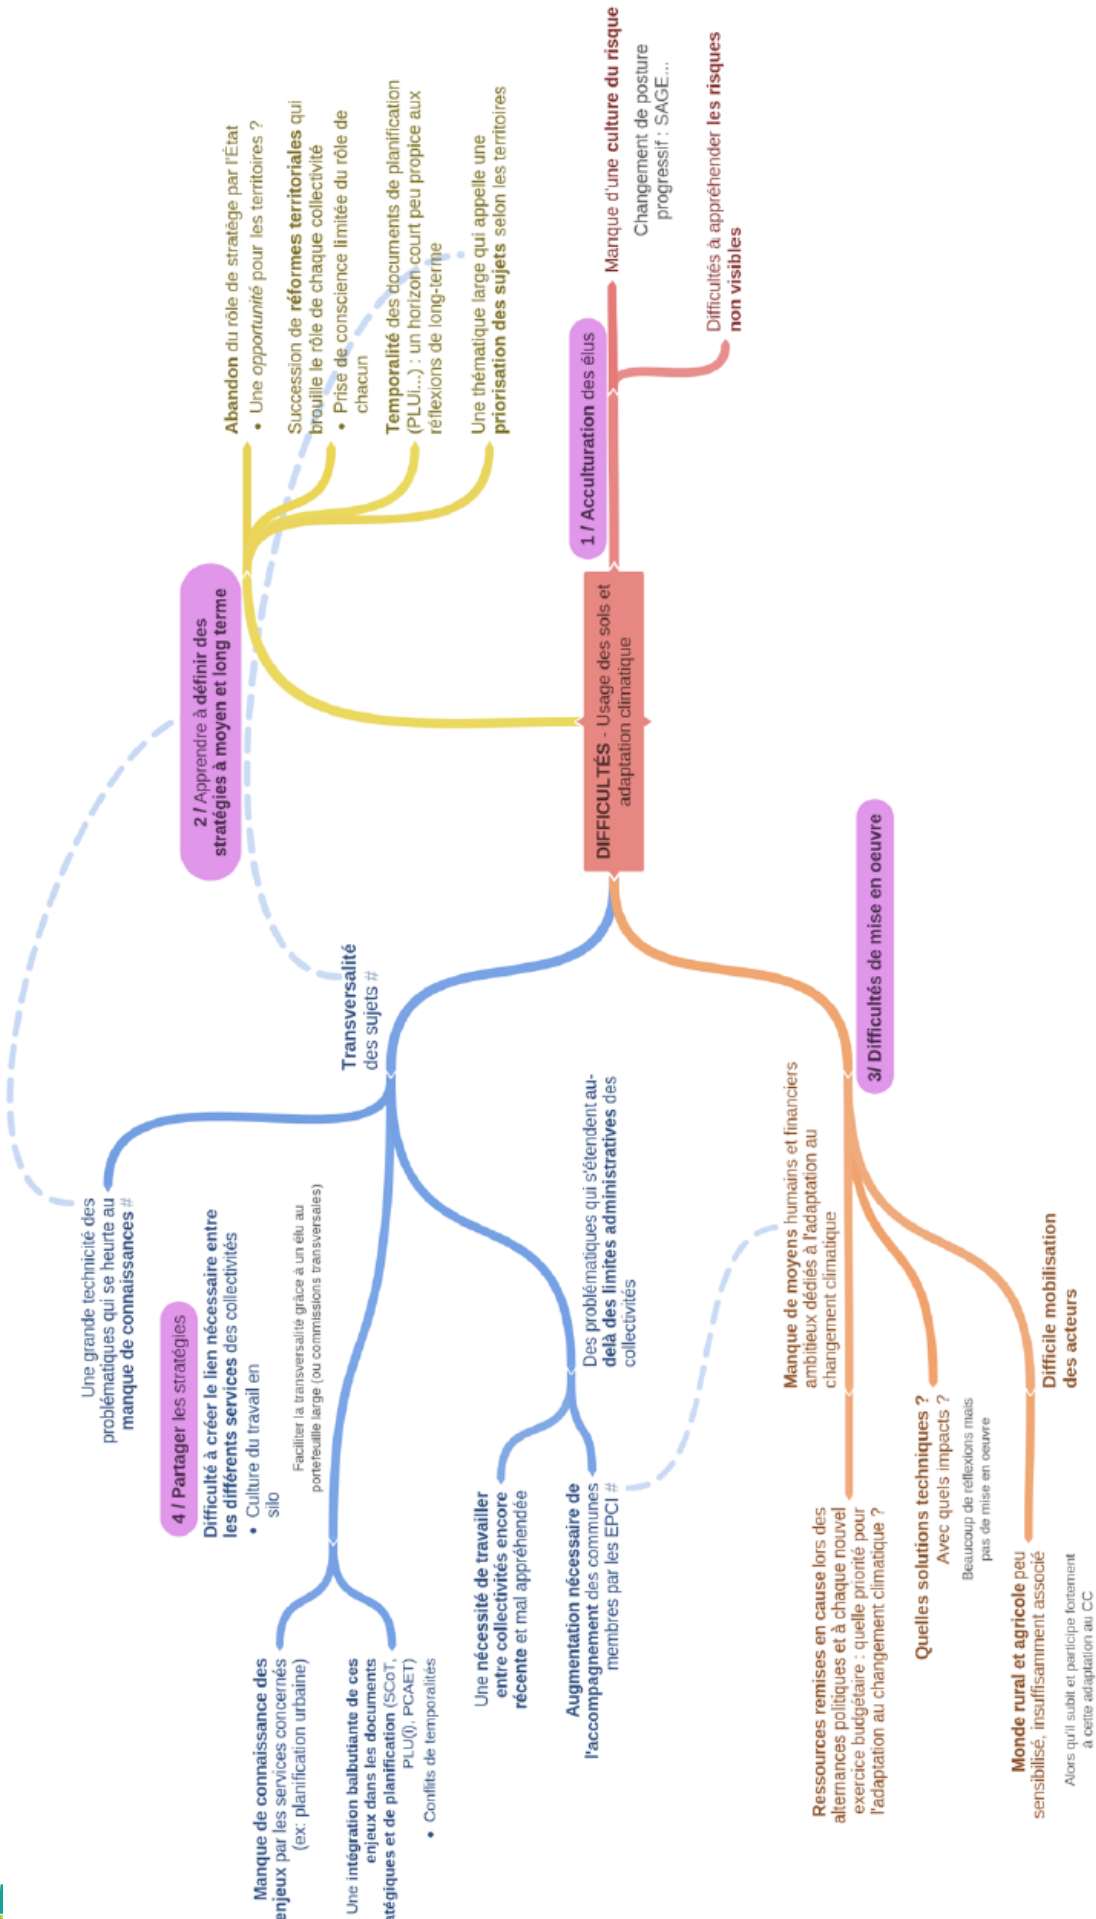 DIFFICULTÉS - Usage des sols et
adaptation climatique
1 / Acculturation des élus
Manque d'une culture du risque
Changement de posture
progressif : SAGE...
Difficultés à appréhender les risques
non visibles
2 / Apprendre à définir des
stratégies à moyen et long terme
Abandon du rôle de stratège par l'État
• Une opportunité pour les territoires ?
Succession de réformes territoriales qui
brouille le rôle de chaque collectivité
• Prise de conscience limitée du rôle de
chacun
Temporalité des documents de planification
(PLUi...) : un horizon court peu propice aux
réflexions de long-terme
Une thématique large qui appelle une
priorisation des sujets selon les territoires
3/ Difficultés de mise en oeuvre
Manque de moyens humains et financiers
ambitieux dédiés à l'adaptation au
changement climatique
Ressources remises en cause lors des
alternances politiques et à chaque nouvel
exercice budgétaire : quelle priorité pour
l'adaptation au changement climatique ?
Quelles solutions techniques ?
Avec quels impacts ?
Beaucoup de réflexions mais
pas de mise en oeuvre
Difficile mobilisation
des acteurs
Monde rural et agricole peu
sensibilisé, insuffisamment associé
Alors qu'il subit et participe fortement
à cette adaptation au CC
Transversalité
des sujets #
Une grande technicité des
problématiques qui se heurte au
manque de connaissances #
4 / Partager les stratégies
Difficulté à créer le lien nécessaire entre
les différents services des collectivités
• Culture du travail en
silo
Faciliter la transversalité grâce à un élu au
portefeuille large (ou commissions transversales)
Manque de connaissance des
enjeux par les services concernés
(ex: planification urbaine)
Une intégration balbutiante de ces
enjeux dans les documents
atégiques et de planification (SCoT,
PLU(i), PCAET)
• Conflits de temporalités
Des problématiques qui s'étendent au-
delà des limites administratives des
collectivités
Une nécessité de travailler
entre collectivités encore
récente et mal appréhendée
Augmentation nécessaire de
l'accompagnement des communes
membres par les EPCI #